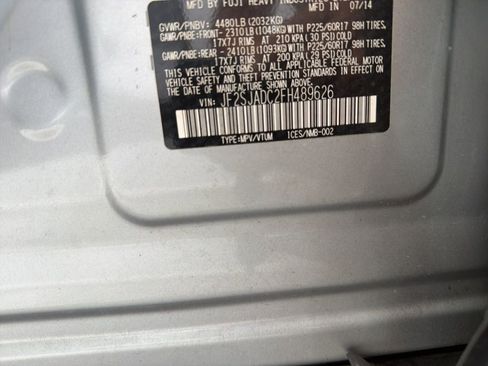 MFD BY FUJI HEAVY
MFD IN 07/14
GVWR/PNBV: 4480LB (2032KG)
GAWR/PNBE:FRONT- 2310LB (1048KG) WITH P225/60R17 98H TIRES,
17X7J RIMS, AT 210 KPA (30 PSI) COLD
GAWR/PNBE:REAR - 2410LB (1093KG) WITH P225/60R17 98H TIRES,
17X7J RIMS, AT 200 KPA (29 PSI) COLD
THIS VEHICLE CONFORMS TO ALL APPLICABLE FEDERAL MOTOR
VEHICLE SAFETY STANDARDS IN EFFECT ON THE DATE OF
MANUFACTURE SHOWN ABOVE.
VIN: JF2SJADC2FH489626
TYPE:MPV/VTUM ICES/NMB-002